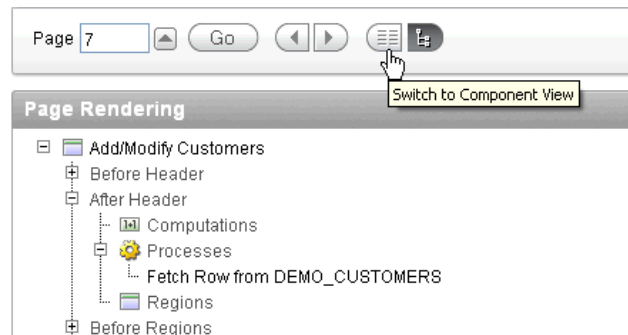 Page 7 Go
Switch to Component View
Page Rendering
Add/Modify Customers
Before Header
After Header
Computations
Processes
Fetch Row from DEMO_CUSTOMERS
Regions
Before Regions